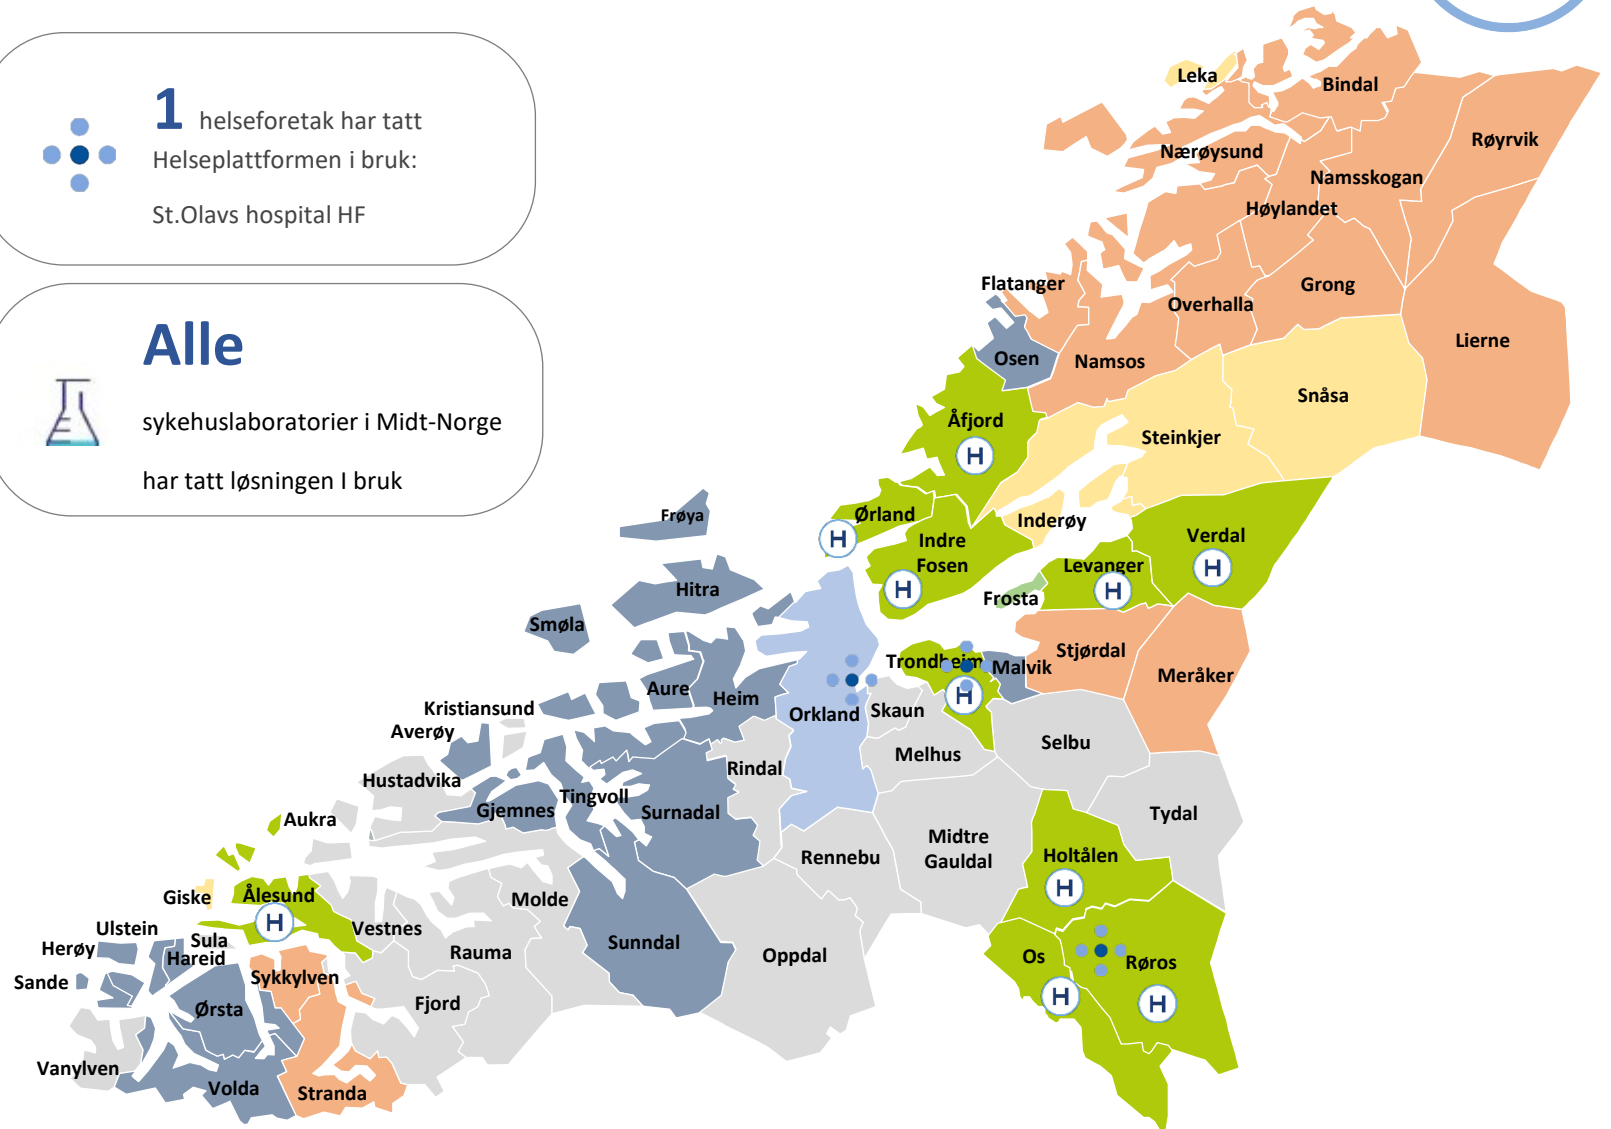 1 helseforetak har tatt
Helseplattformen i bruk:
St.Olavs hospital HF
Alle
sykehuslaboratorier i Midt-Norge
har tatt løsningen I bruk
Leka
Bindal
Røyrvik
Nærøysund
Namsskogan
Høylandet
Flatanger
Grong
Overhalla
Lierne
Osen
Namsos
Snåsa
Åfjord
Steinkjer
H
Ørland
Frøya
Inderøy
H
Indre
Fosen
Verdal
H
Levanger
H
H
H
Hitra
Frosta
Smøla
Stjørdal
Trondheim
Malvik
Meråker
H
Aure
Heim
Kristiansund
Orkland
Skaun
Averøy
Selbu
Melhus
Rindal
Hustadvika
Tingvoll
Gjemnes
Surnadal
Tydal
Aukra
Midtre
Gauldal
Rennebu
Holtålen
H
Giske
Ålesund
Molde
H
Ulstein
Vestnes
Sula
Herøy
Hareid
Rauma
Sunndal
Oppdal
Os
Røros
Sande
Sykkylven
H
H
Ørsta
Fjord
Vanylven
Volda
Stranda